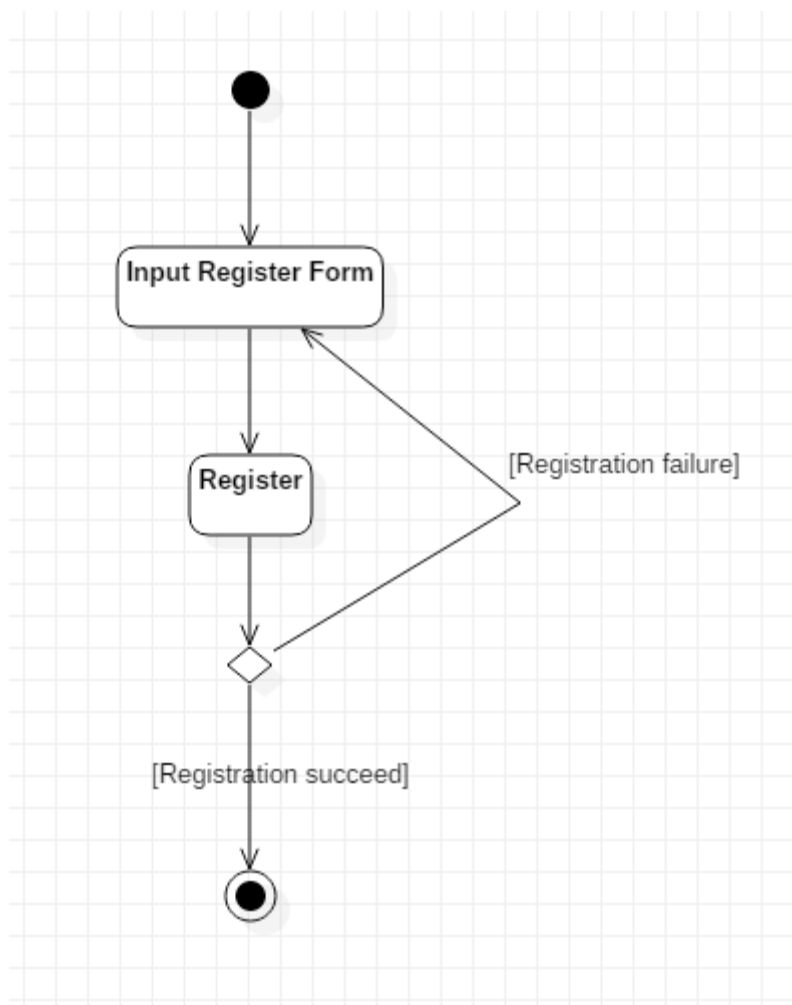 Input Register Form
Register
[Registration failure]
[Registration succeed]